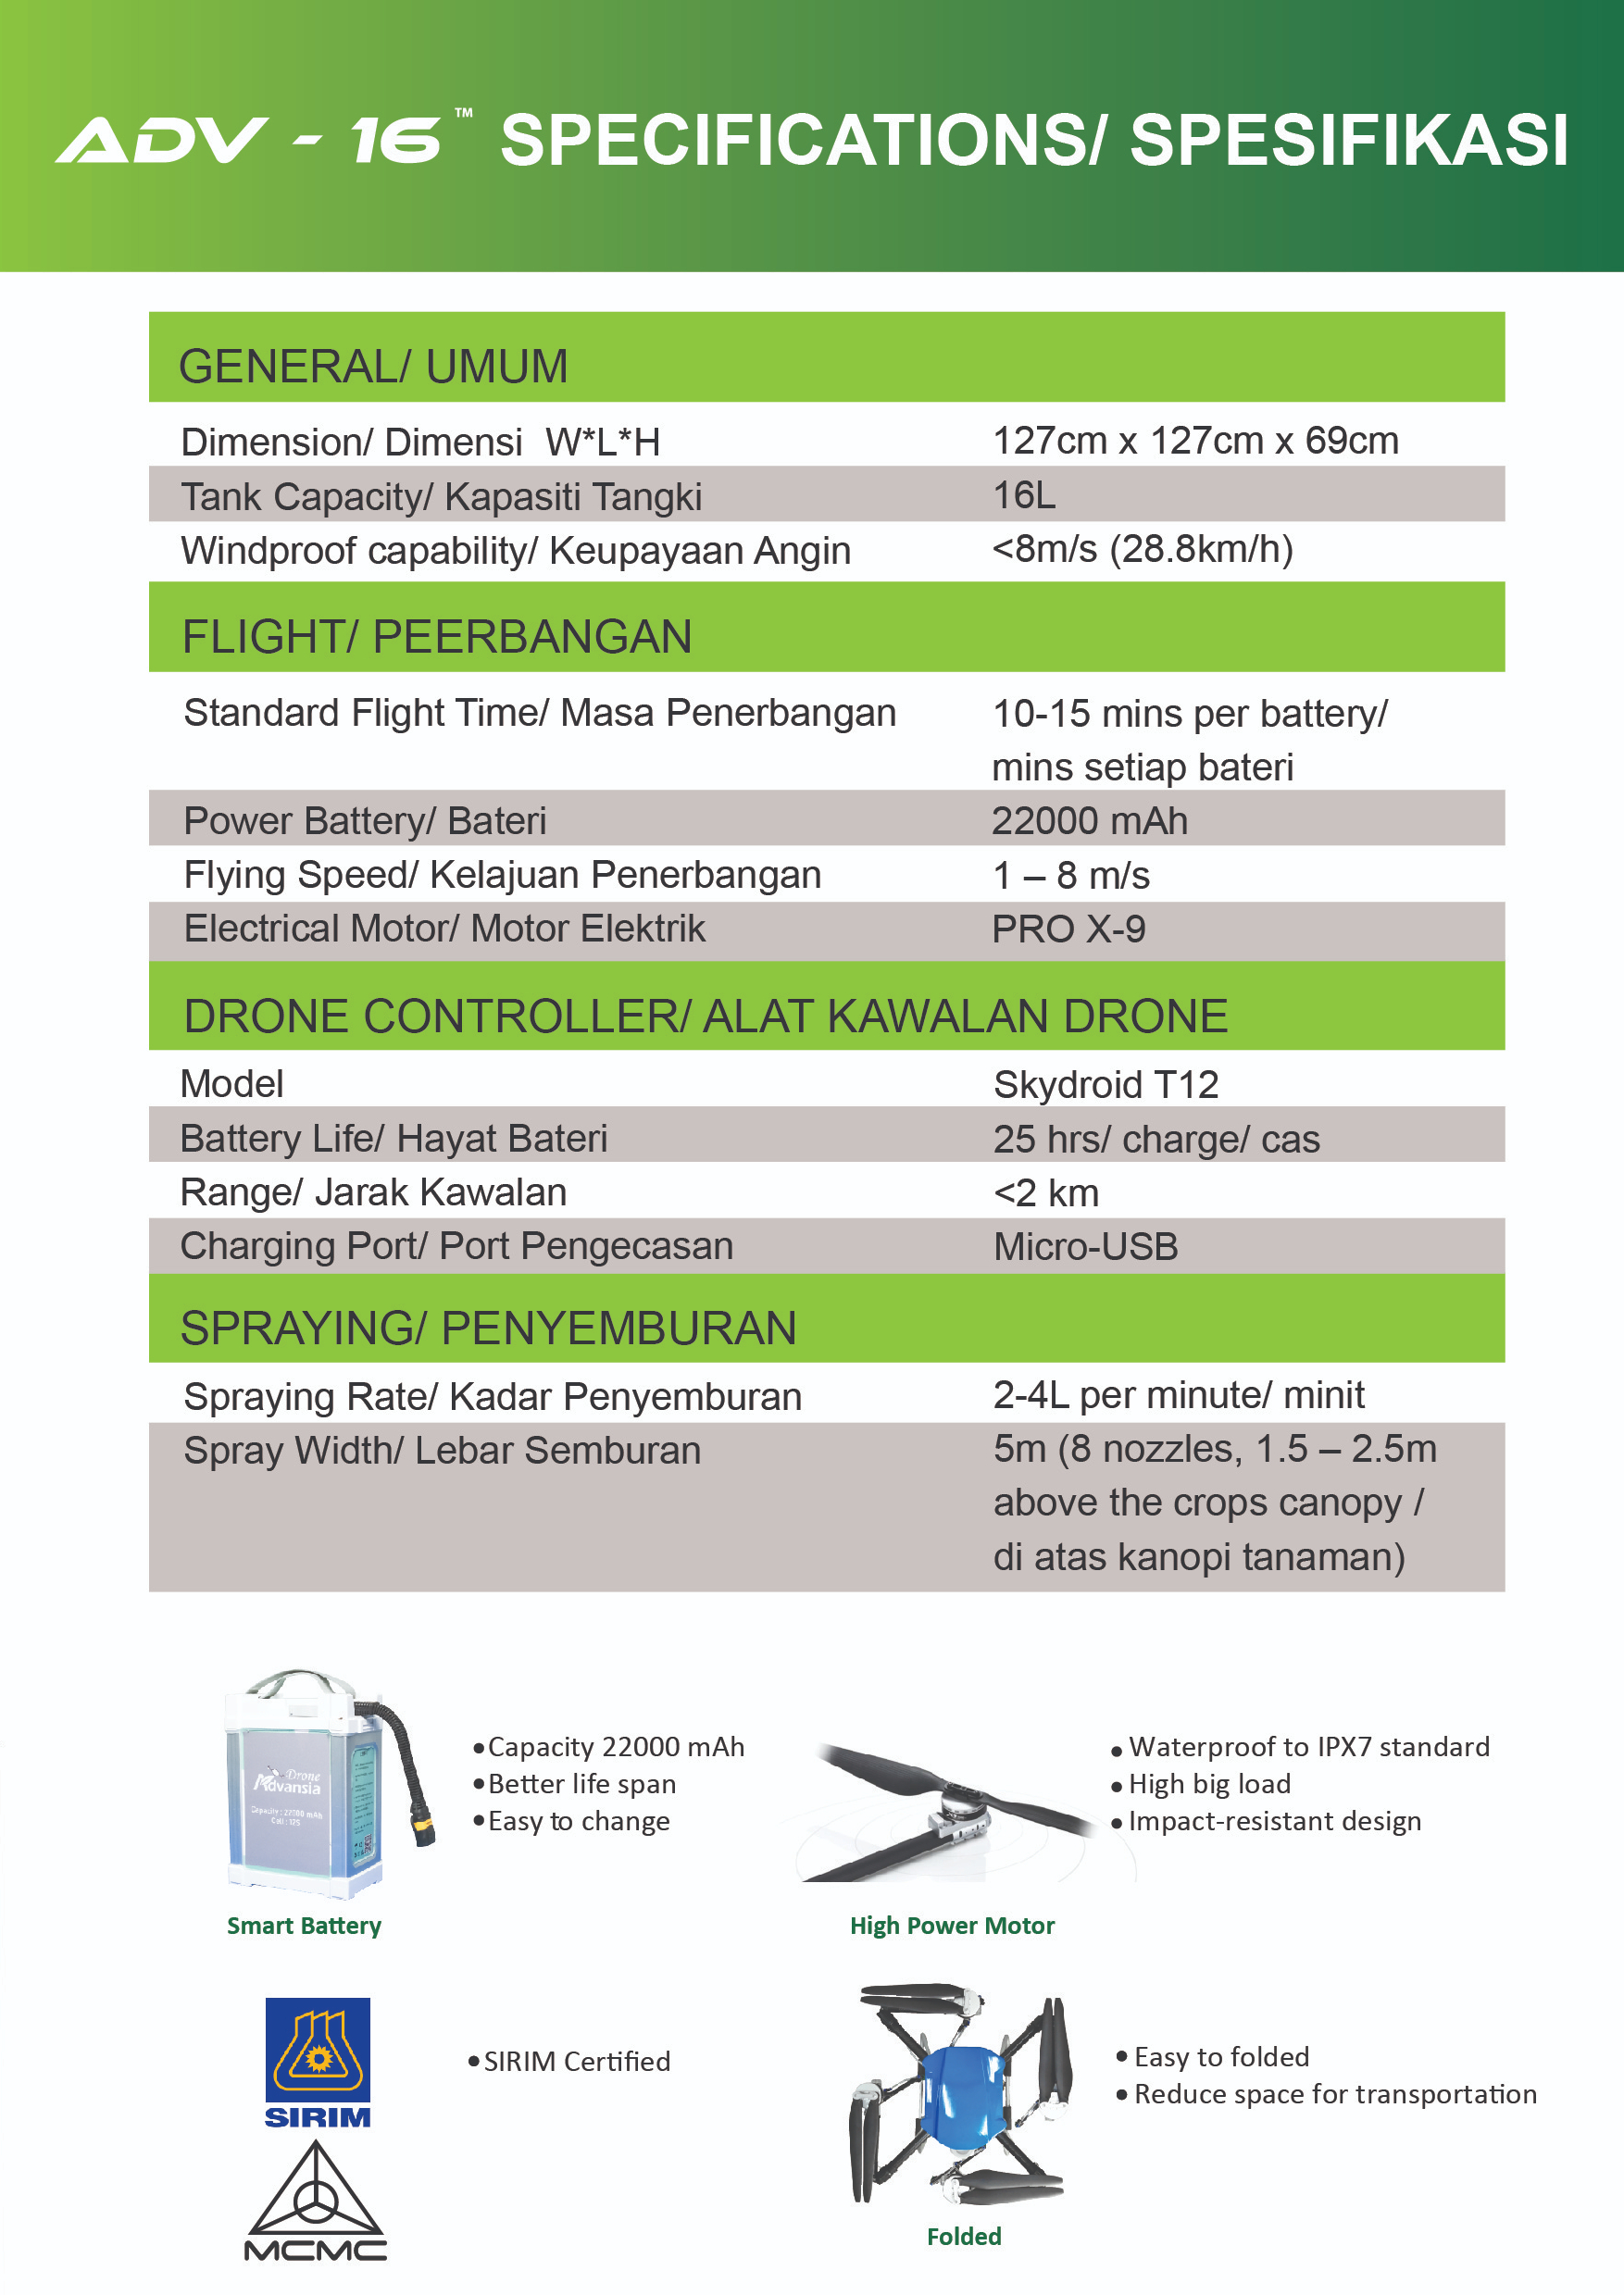 ADV - 16™ SPECIFICATIONS/ SPESIFIKASI
GENERAL/ UMUM
Dimension/ Dimensi W*L*H 127cm x 127cm x 69cm
Tank Capacity/ Kapasiti Tangki 16L
Windproof capability/ Keupayaan Angin <8m/s (28.8km/h)
FLIGHT/ PEERBANGAN
Standard Flight Time/ Masa Penerbangan 10-15 mins per battery/
mins setiap bateri
Power Battery/ Bateri 22000 mAh
Flying Speed/ Kelajuan Penerbangan 1 – 8 m/s
Electrical Motor/ Motor Elektrik PRO X-9
DRONE CONTROLLER/ ALAT KAWALAN DRONE
Model Skydroid T12
Battery Life/ Hayat Bateri 25 hrs/ charge/ cas
Range/ Jarak Kawalan <2 km
Charging Port/ Port Pengecasan Micro-USB
SPRAYING/ PENYEMBURAN
Spraying Rate/ Kadar Penyemburan 2-4L per minute/ minit
Spray Width/ Lebar Semburan 5m (8 nozzles, 1.5 – 2.5m
above the crops canopy /
di atas kanopi tanaman)
Drone
Advansia
Capacity : 22000 mAh
Cell : 12S
•Capacity 22000 mAh
•Better life span
•Easy to change
Smart Battery
• Waterproof to IPX7 standard
• High big load
• Impact-resistant design
High Power Motor
SIRIM
•SIRIM Certified
MCMC
• Easy to folded
• Reduce space for transportation
Folded